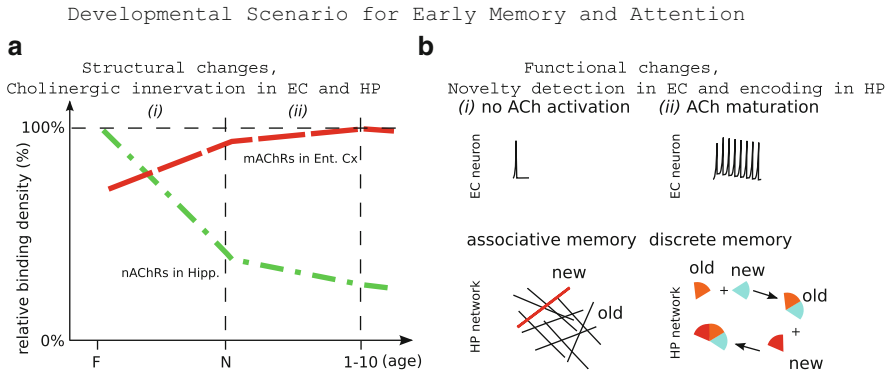 Developmental Scenario for Early Memory and Attention
a
Structural changes,
Cholinergic innervation in EC and HP
(i)
(ii)
100%
mAChRs in Ent. Cx
nAChRs in Hipp.
relative binding density (%)
0%
F
N
1-10 (age)
b
Functional changes,
Novelty detection in EC and encoding in HP
(i) no ACh activation
(ii) ACh maturation
EC neuron
EC neuron
associative memory
discrete memory
HP network
new
old
HP network
old
+
new
old
+
new